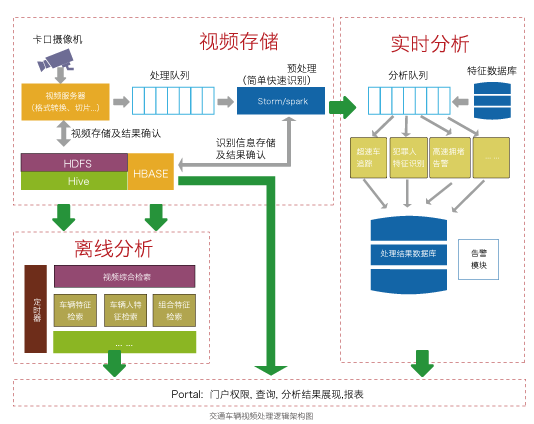 卡口摄像机
视频存储
实时分析
处理队列
预处理
(简单快速识别)
分析队列
特征数据库
视频服务器
(格式转换、切片...)
Storm/spark
视频存储及结果确认
识别信息存储
及结果确认
HDFS
Hive
HBASE
超速车
追踪
犯罪人
特征识别
高速拥堵
告警
... ...
处理结果数据库
告警
模块
离线分析
定时器
视频综合检索
车辆特征
检索
车辆人特
征检索
组合特征
检索
... ...
Portal: 门户权限, 查询, 分析结果展现,报表
交通车辆视频处理逻辑架构图